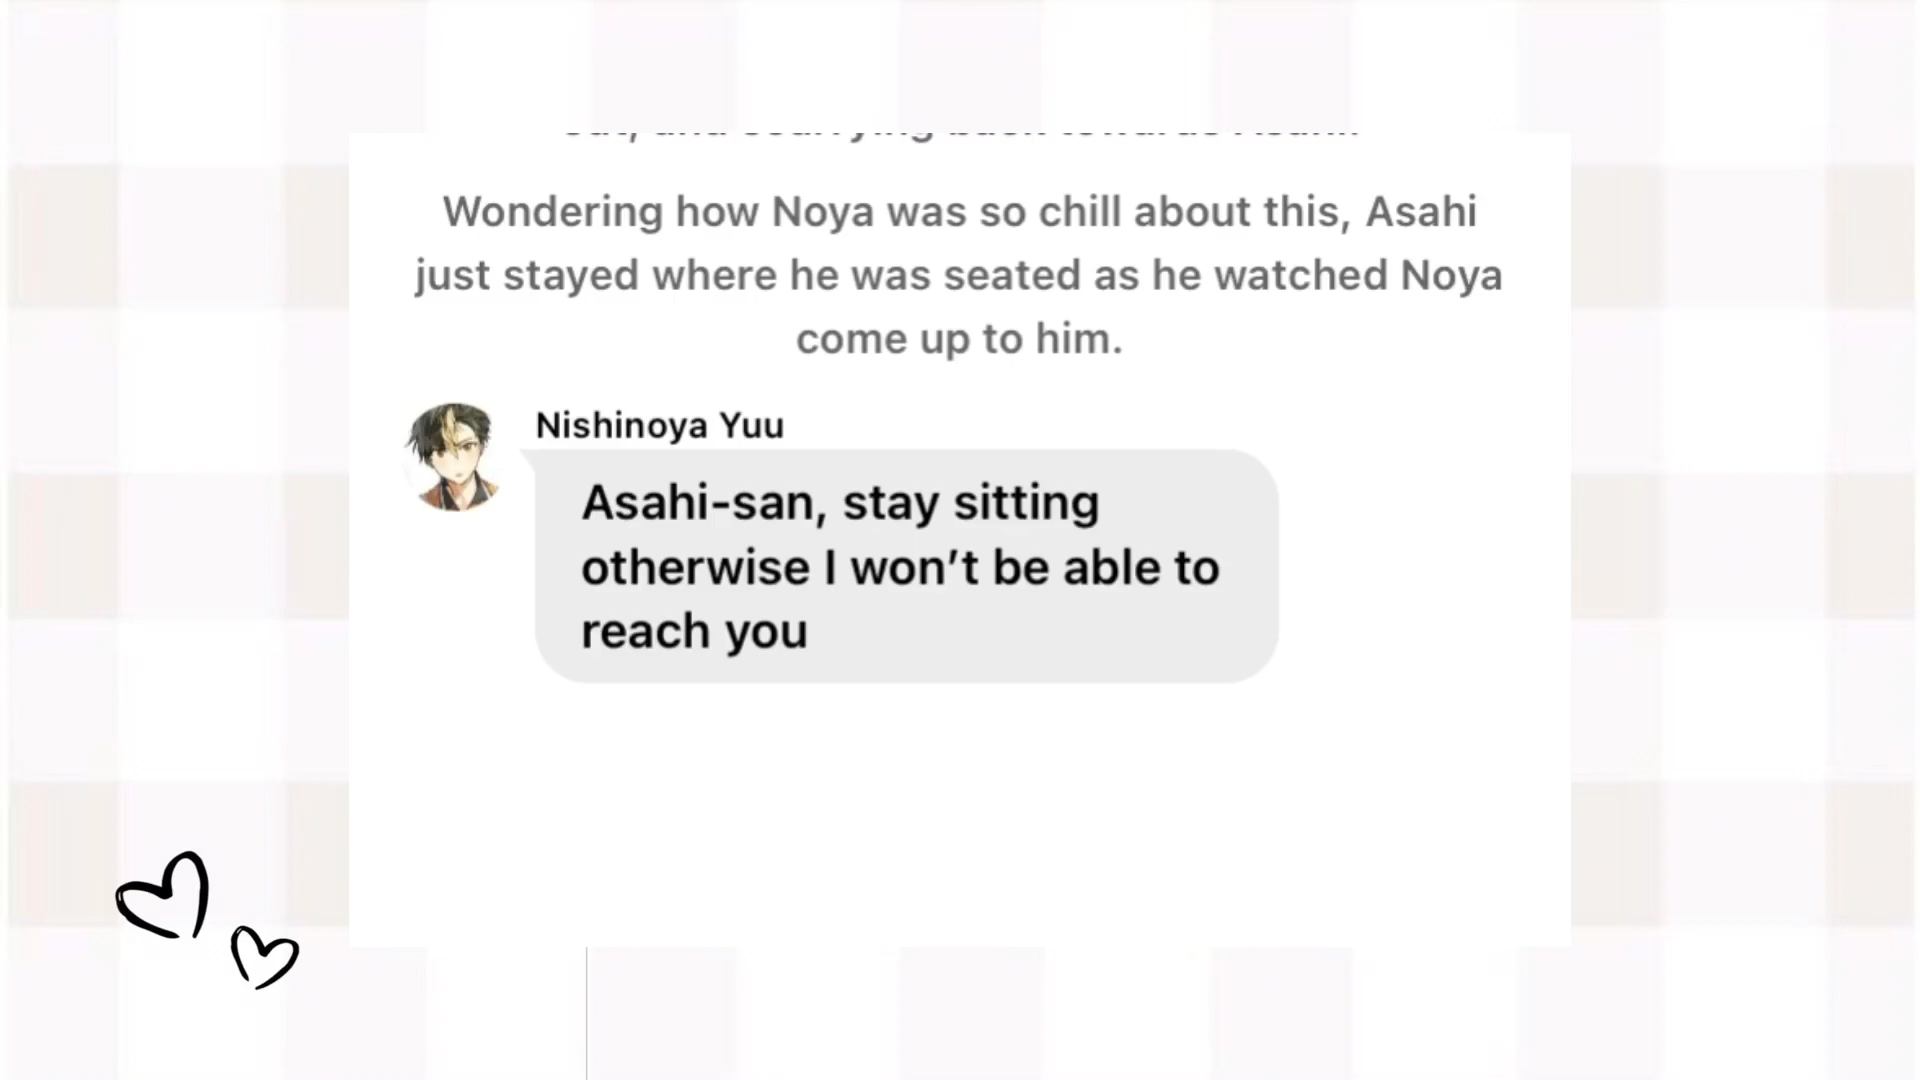 Wondering how Noya was so chill about this, Asahi
just stayed where he was seated as he watched Noya
come up to him.
Nishinoya Yuu
Asahi-san, stay sitting
otherwise I won’t be able to
reach you